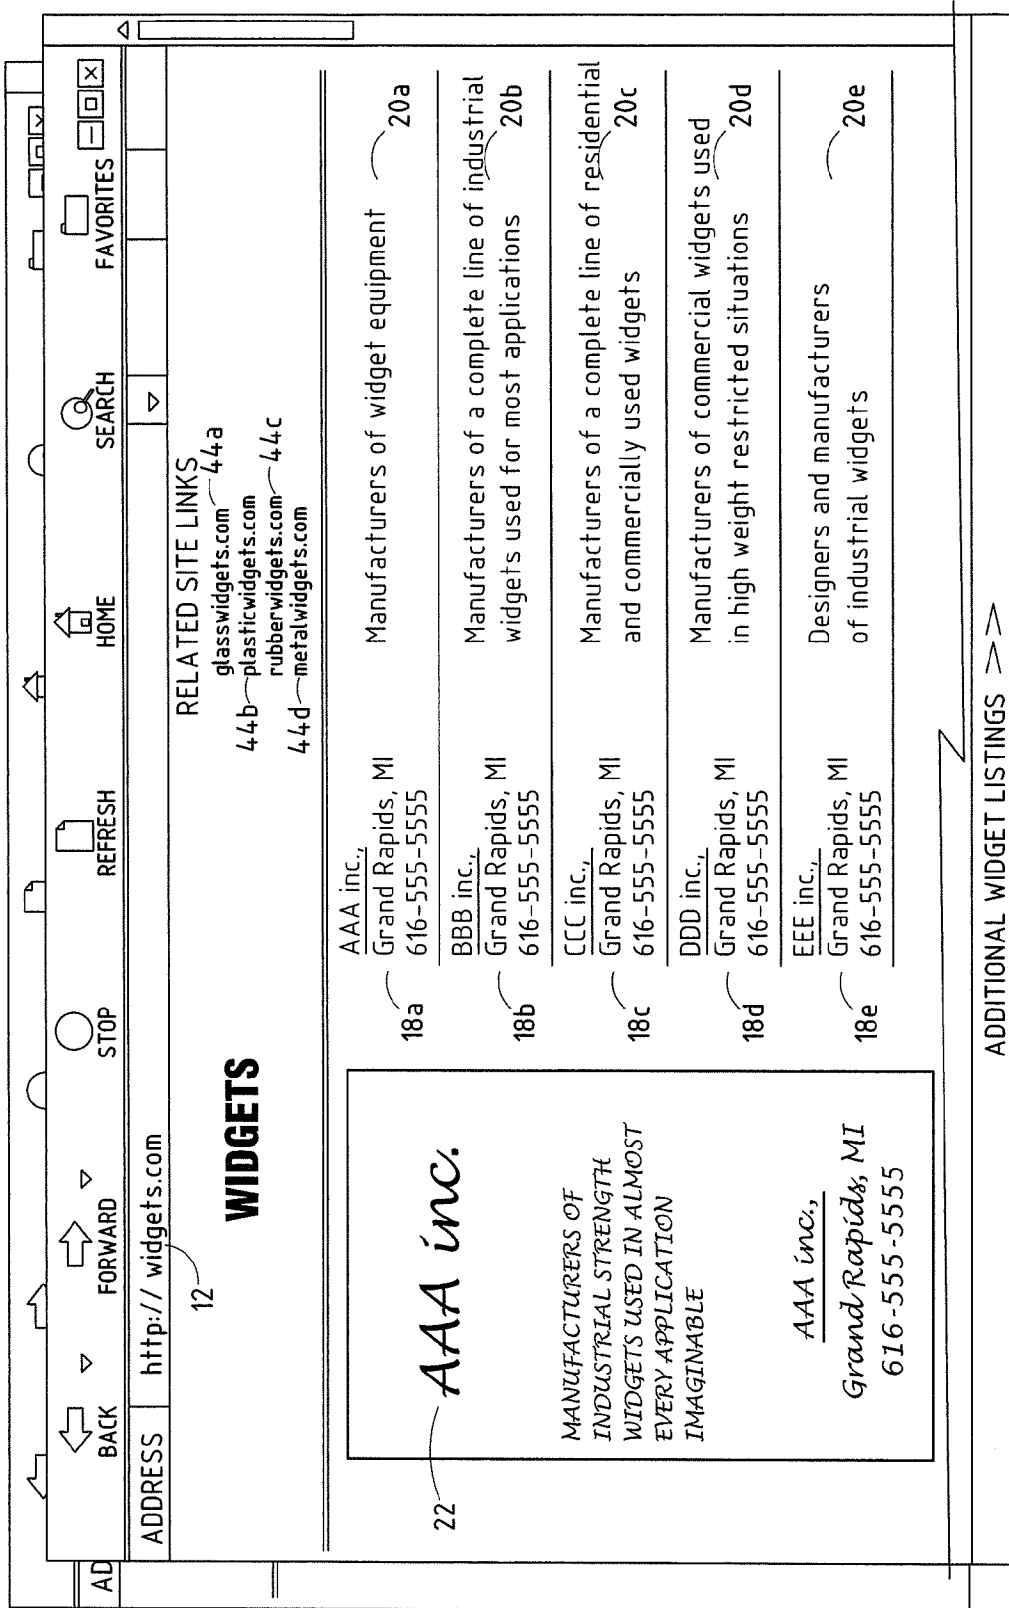 BACK
FORWARD
STOP
REFRESH
HOME
SEARCH
FAVORITES
AD
ADDRESS
http:// widgets.com
12
WIDGETS
RELATED SITE LINKS
glasswidgets.com
44a
44b
plasticwidgets.com
rubberwidgets.com
44c
44d
metalwidgets.com
22
AAA inc.
MANUFACTURERS OF
INDUSTRIAL STRENGTH
WIDGETS USED IN ALMOST
EVERY APPLICATION
IMAGINABLE
AAA inc.,
Grand Rapids, MI
616-555-5555
18a
AAA inc.,
Grand Rapids, MI
616-555-5555
Manufacturers of widget equipment
20a
18b
BBB inc.,
Grand Rapids, MI
616-555-5555
Manufacturers of a complete line of industrial
widgets used for most applications
20b
18c
CCC inc.,
Grand Rapids, MI
616-555-5555
Manufacturers of a complete line of residential
and commercially used widgets
20c
18d
DDD inc.,
Grand Rapids, MI
616-555-5555
Manufacturers of commercial widgets used
in high weight restricted situations
20d
18e
EEE inc.,
Grand Rapids, MI
616-555-5555
Designers and manufacturers
of industrial widgets
20e
ADDITIONAL WIDGET LISTINGS >>